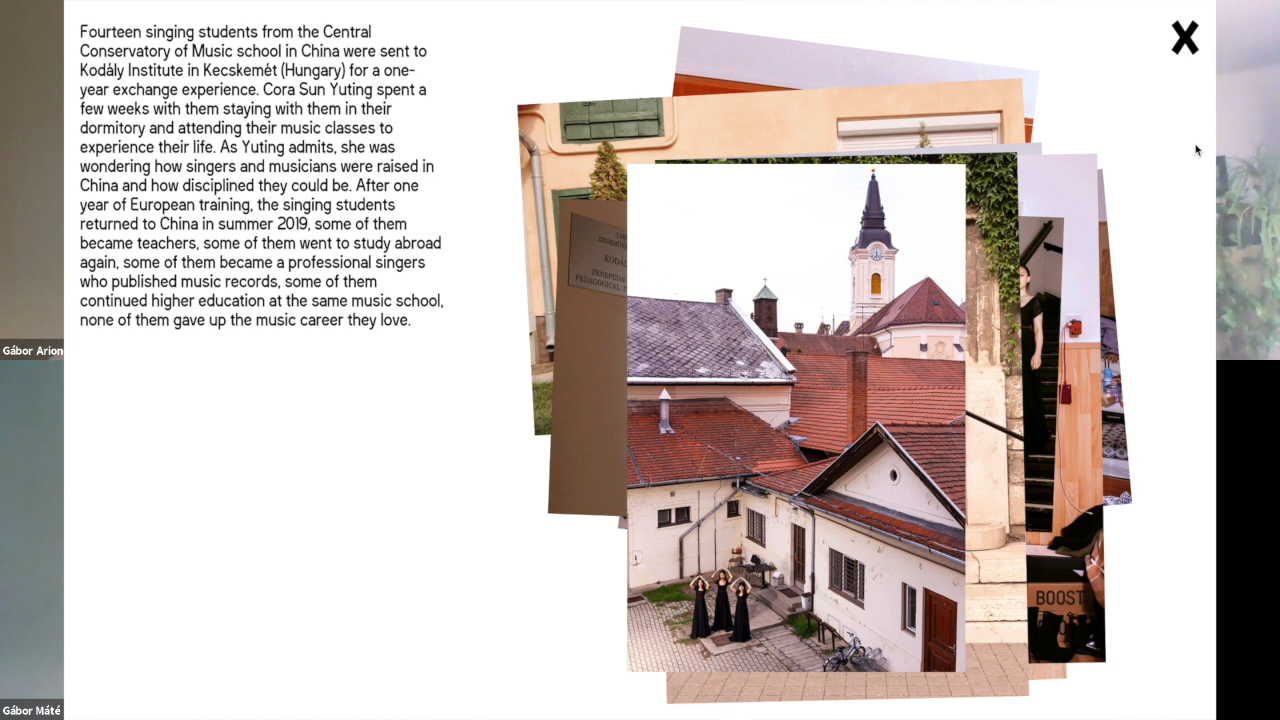 Fourteen singing students from the Central
Conservatory of Music school in China were sent to
Kodály Institute in Kecskemét (Hungary) for a one-
year exchange experience. Cora Sun Yuting spent a
few weeks with them staying with them in their
dormitory and attending their music classes to
experience their life. As Yuting admits, she was
wondering how singers and musicians were raised in
China and how disciplined they could be. After one
year of European training, the singing students
returned to China in summer 2019, some of them
became teachers, some of them went to study abroad
again, some of them became a professional singers
who published music records, some of them
continued higher education at the same music school,
none of them gave up the music career they love.
X
KODÁ
PEDAGOGICAL
BOOST
Gábor Arion
Gábor Máté